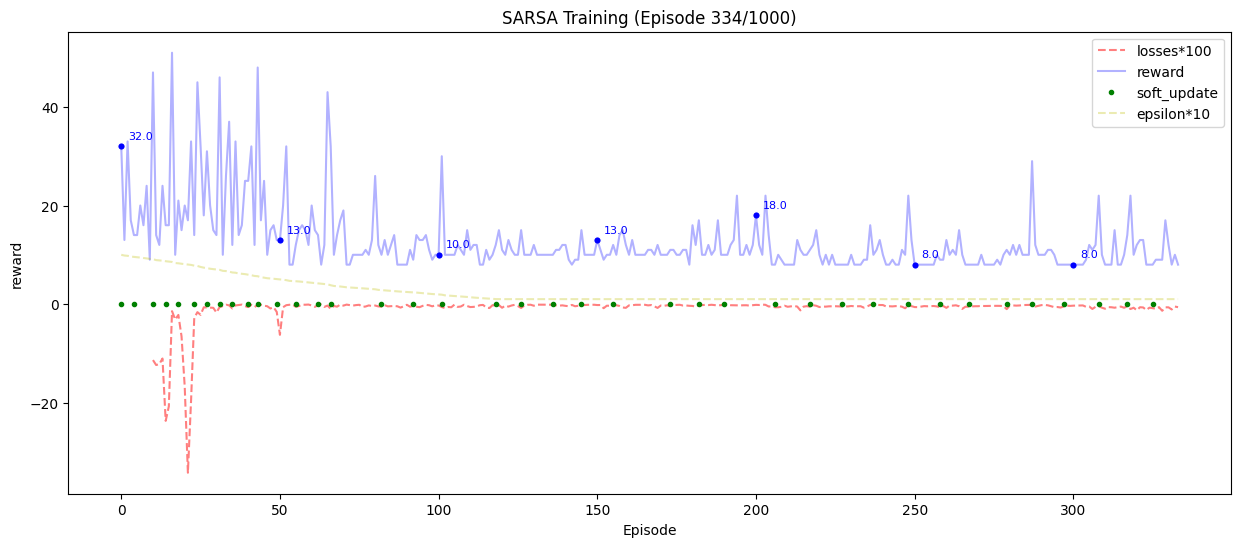 SARSA Training (Episode 334/1000)
losses*100
reward
soft_update
epsilon*10
reward
40
20
0
−20
32.0
13.0
10.0
13.0
18.0
8.0
8.0
0
50
100
150
200
250
300
Episode